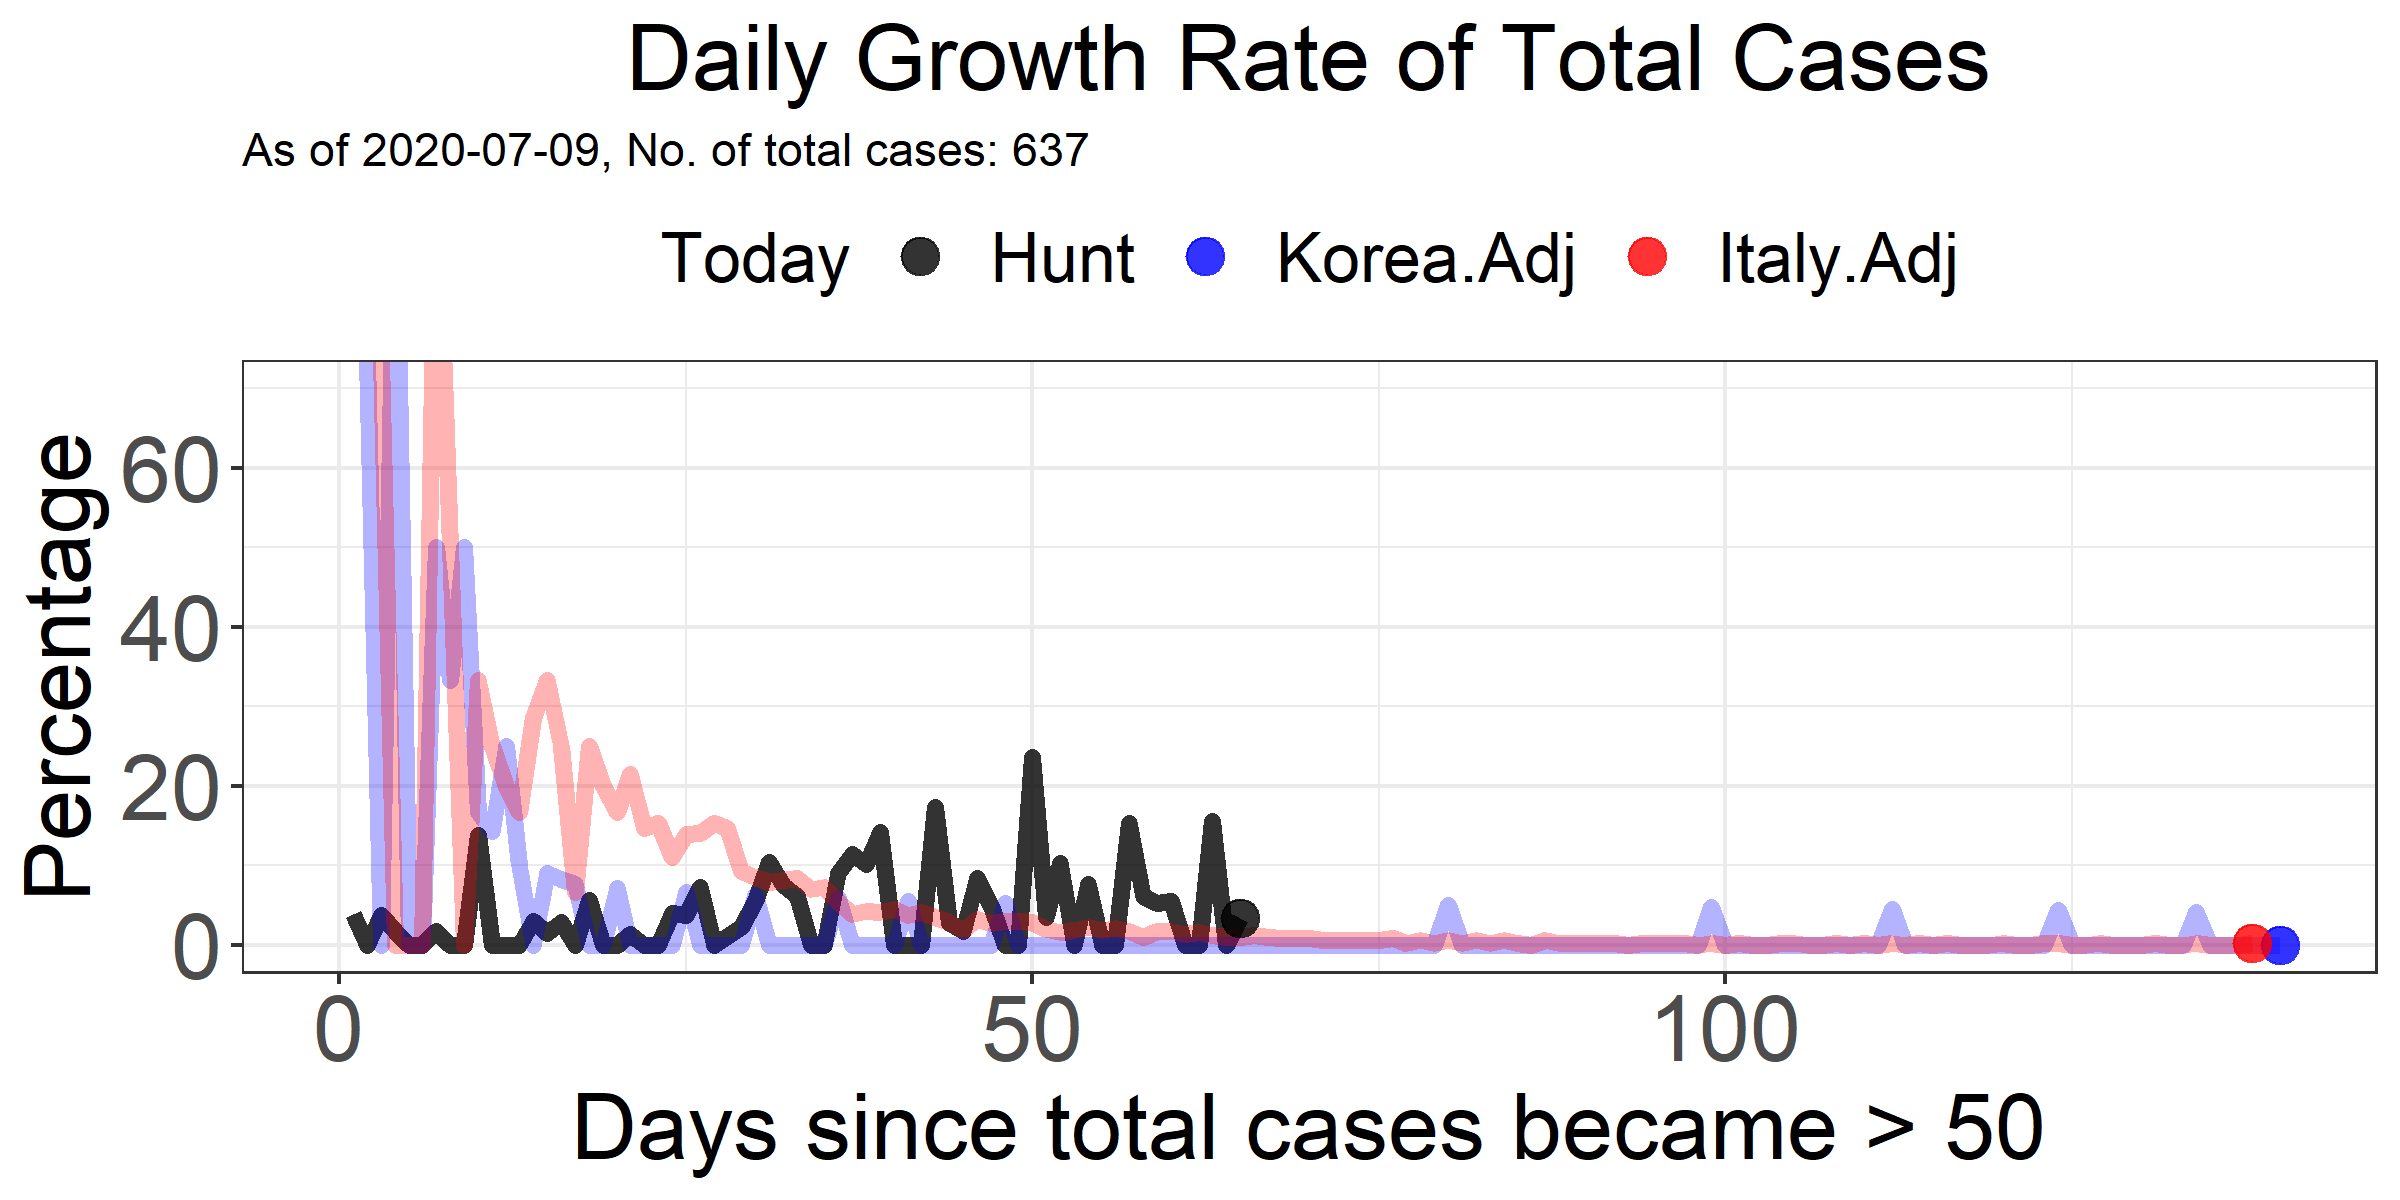 Daily Growth Rate of Total Cases
As of 2020-07-09, No. of total cases: 637
Today Hunt Korea.Adj Italy.Adj
Percentage
60
40
20
0
0 50 100
Days since total cases became > 50